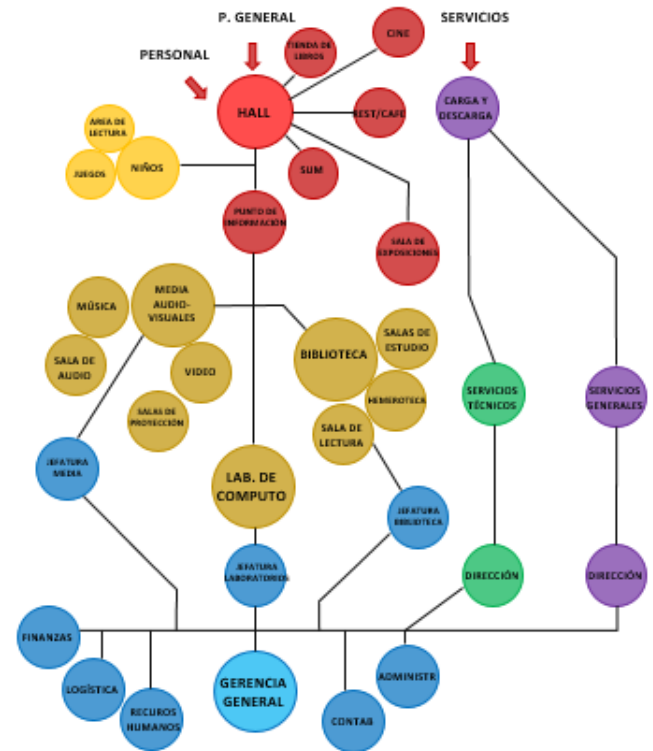 P. GENERAL
SERVICIOS
PERSONAL
TIENDA DE
LIBROS
CINE
HALL
REST/CAFE
CARGA Y
DESCARGA
AREA DE
LECTURA
JUEGOS
NIÑOS
SUM
PUNTO DE
INFORMACIÓN
SALA DE
EXPOSICIONES
MEDIA
AUDIO-
VISUALES
MÚSICA
SALA DE
AUDIO
VIDEO
SALAS DE
PROYECCIÓN
BIBLIOTECA
SALAS DE
ESTUDIO
HEMEROTECA
SALA DE
LECTURA
SERVICIOS
TÉCNICOS
SERVICIOS
GENERALES
JEFATURA
MEDIA
LAB. DE
COMPUTO
JEFATURA
BIBLIOTECA
JEFATURA
LABORATORIOS
DIRECCIÓN
DIRECCIÓN
FINANZAS
LOGÍSTICA
RECUROS
HUMANOS
GERENCIA
GENERAL
CONTAB
ADMINISTR